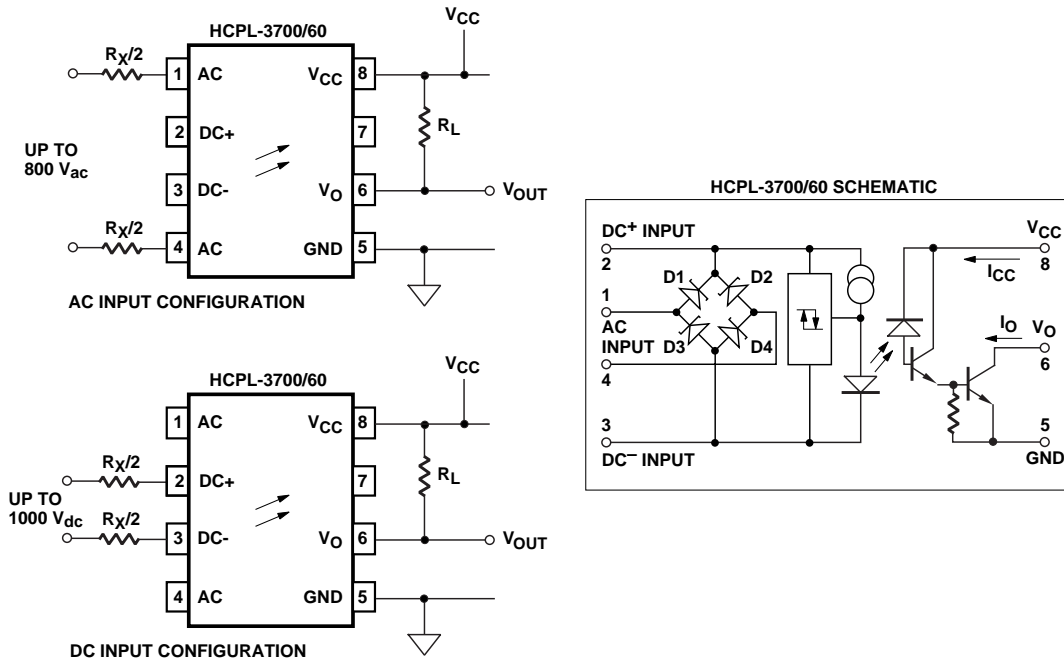 HCPL-3700/60
VCC
RX/2
1 AC
VCC 8
2 DC+
7
RL
UP TO
800 Vac
3 DC-
VO 6
VOUT
RX/2
4 AC
GND 5
AC INPUT CONFIGURATION
HCPL-3700/60
VCC
1 AC
VCC 8
RX/2
2 DC+
7
RL
UP TO
1000 Vdc
RX/2
3 DC-
VO 6
VOUT
4 AC
GND 5
DC INPUT CONFIGURATION
HCPL-3700/60 SCHEMATIC
DC+ INPUT
2
VCC
8
ICC
D1
D2
1
AC
INPUT
4
D3
D4
IO
VO
6
3
DC– INPUT
5
GND